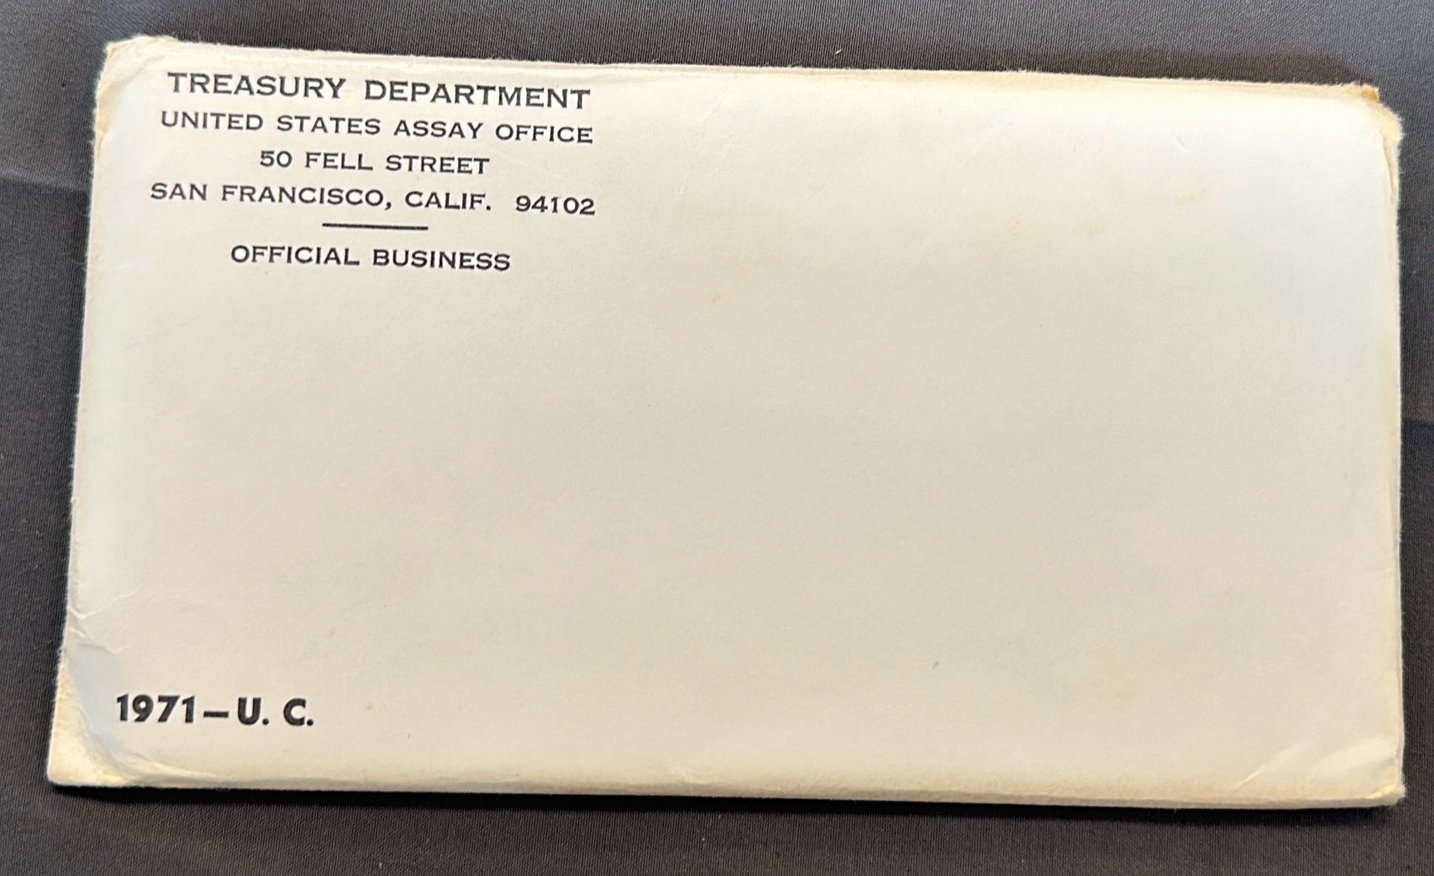 TREASURY DEPARTMENT
UNITED STATES ASSAY OFFICE
50 FELL STREET
SAN FRANCISCO, CALIF. 94102
OFFICIAL BUSINESS
1971—U. C.